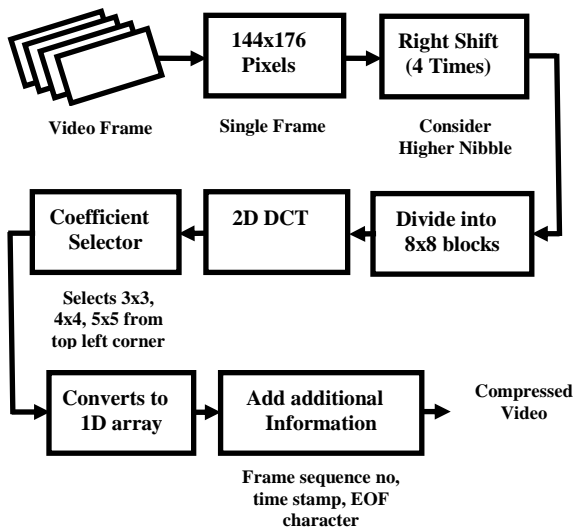 144x176
Pixels
Right Shift
(4 Times)
Video Frame
Single Frame
Consider
Higher Nibble
Coefficient
Selector
2D DCT
Divide into
8x8 blocks
Selects 3x3,
4x4, 5x5 from
top left corner
Converts to
1D array
Add additional
Information
Compressed
Video
Frame sequence no,
time stamp, EOF
character